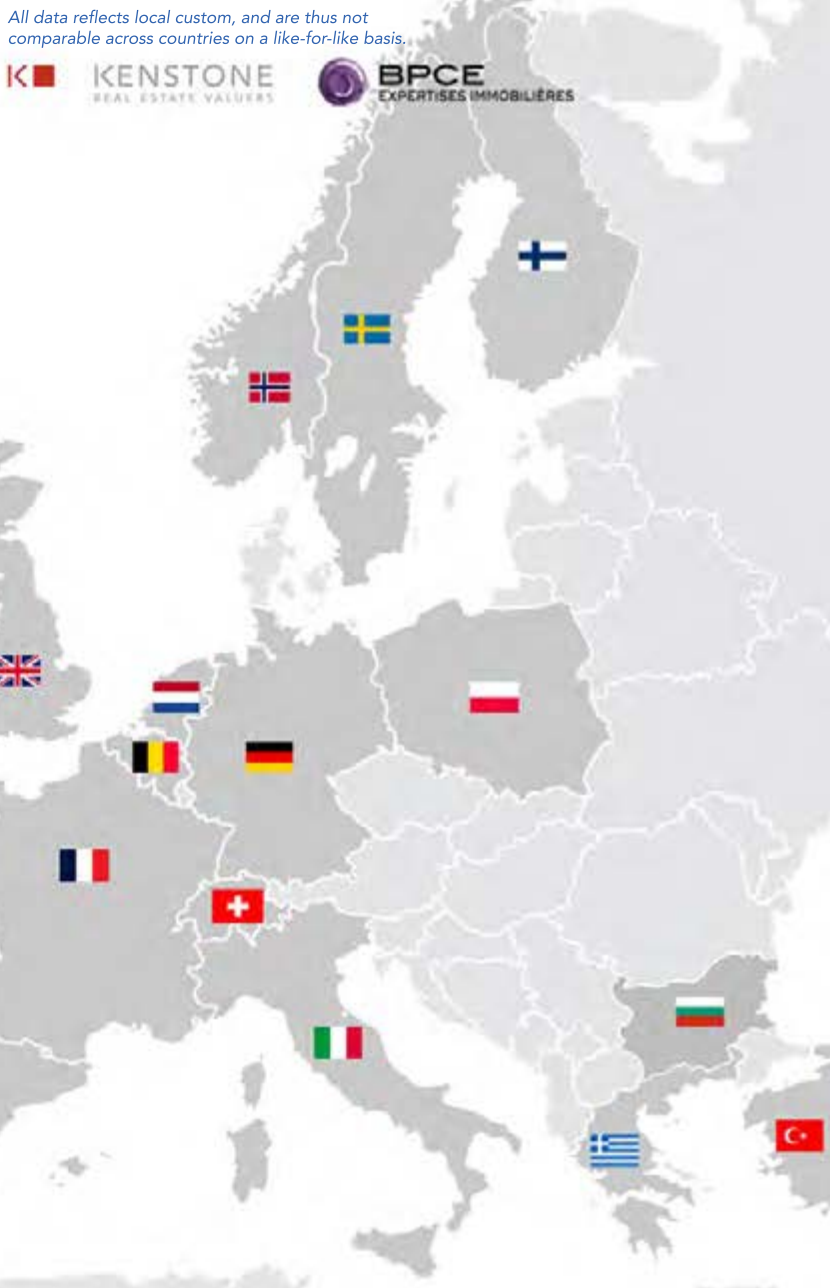 All data reflects local custom, and are thus not
comparable across countries on a like-for-like basis.
KENSTONE
REAL ESTATE VALUERS
BPCE
EXPERTISES IMMOBILIÈRES